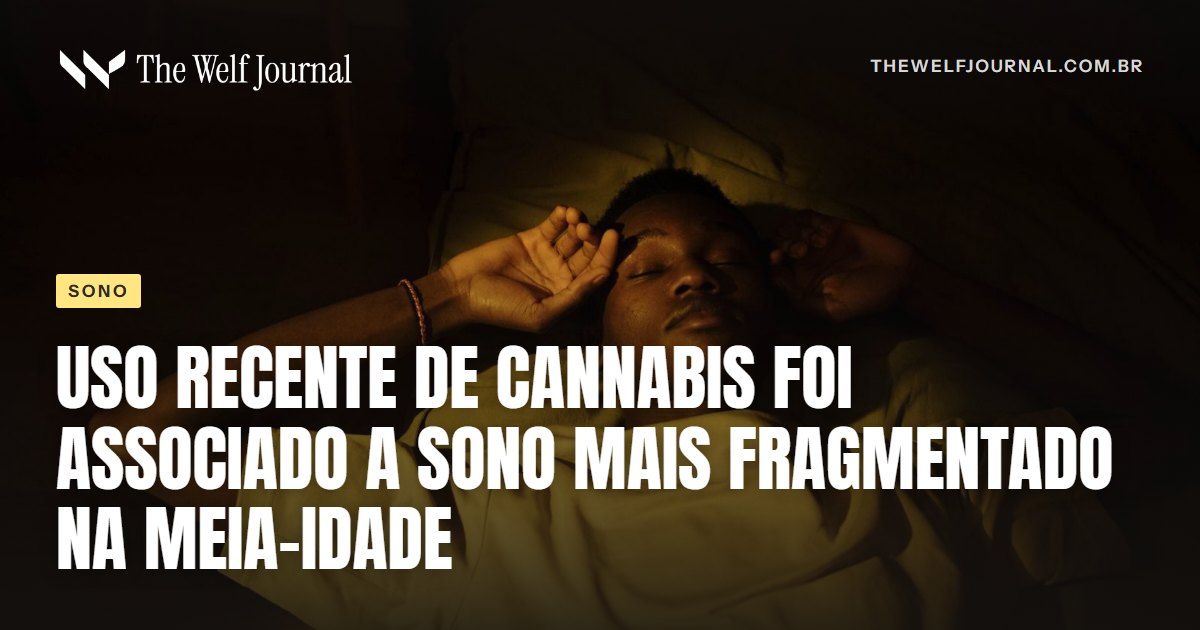 The Welf Journal
THEWELFJOURNAL.COM.BR
SONO
USO RECENTE DE CANNABIS FOI
ASSOCIADO A SONO MAIS FRAGMENTADO
NA MEIA-IDADE